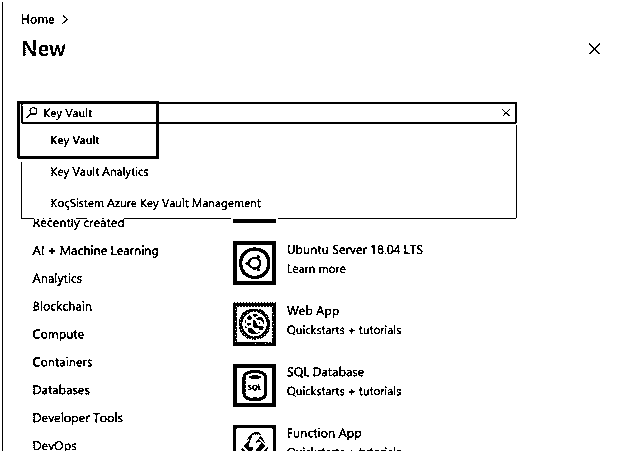 Home >
New
Key Vault
Key Vault
Key Vault Analytics
KoçSistem Azure Key Vault Management
Recently created
AI + Machine Learning
Analytics
Blockchain
Compute
Containers
Databases
Developer Tools
DevOps
Ubuntu Server 18.04 LTS
Learn more
Web App
Quickstarts + tutorials
SQL
SQL Database
Quickstarts + tutorials
Function App
Quickstarts + tutorials